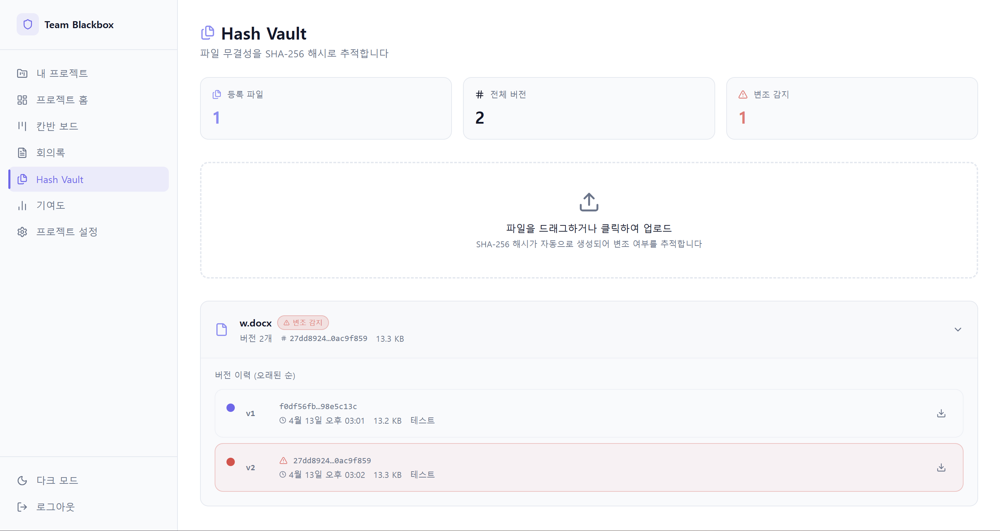 Team Blackbox
내 프로젝트
프로젝트 홈
칸반 보드
회의록
Hash Vault
기여도
프로젝트 설정
다크 모드
로그아웃
Hash Vault
파일 무결성을 SHA-256 해시로 추적합니다
등록 파일
1
# 전체 버전
2
변조 감지
1
파일을 드래그하거나 클릭하여 업로드
SHA-256 해시가 자동으로 생성되어 변조 여부를 추적합니다
w.docx 변조 감지
버전 2개 # 27dd8924…0ac9f859 13.3 KB
버전 이력 (오래된 순)
v1
f0df56fb…98e5c13c
4월 13일 오후 03:01 13.2 KB 테스트
v2
27dd8924…0ac9f859
4월 13일 오후 03:02 13.3 KB 테스트